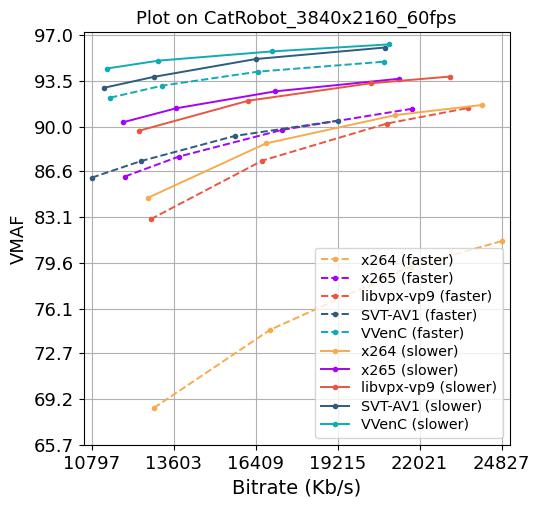 Plot on CatRobot_3840x2160_60fps
97.0
93.5
90.0
86.6
83.1
79.6
76.1
72.7
69.2
65.7
VMAF
x264 (faster)
x265 (faster)
libvpx-vp9 (faster)
SVT-AV1 (faster)
VVenC (faster)
x264 (slower)
x265 (slower)
libvpx-vp9 (slower)
SVT-AV1 (slower)
VVenC (slower)
10797 13603 16409 19215 22021 24827
Bitrate (Kb/s)